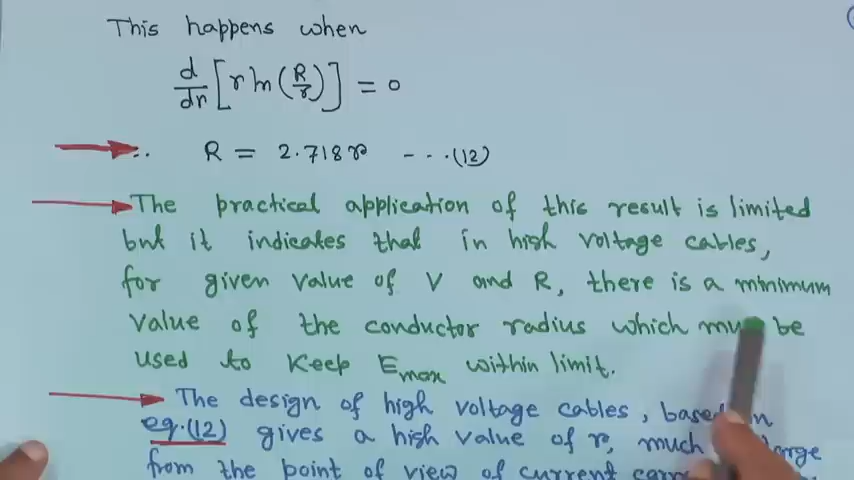 This happens when
d/dr [r ln(R/r)] = 0
∴ R = 2.718r ---.(12)
The practical application of this result is limited
but it indicates that in high voltage cables,
for given value of V and R, there is a minimum
value of the conductor radius which must be
used to keep Emax within limit.
The design of high voltage cables, based on
eq.(12) gives a high value of r, much
from the point of view of current